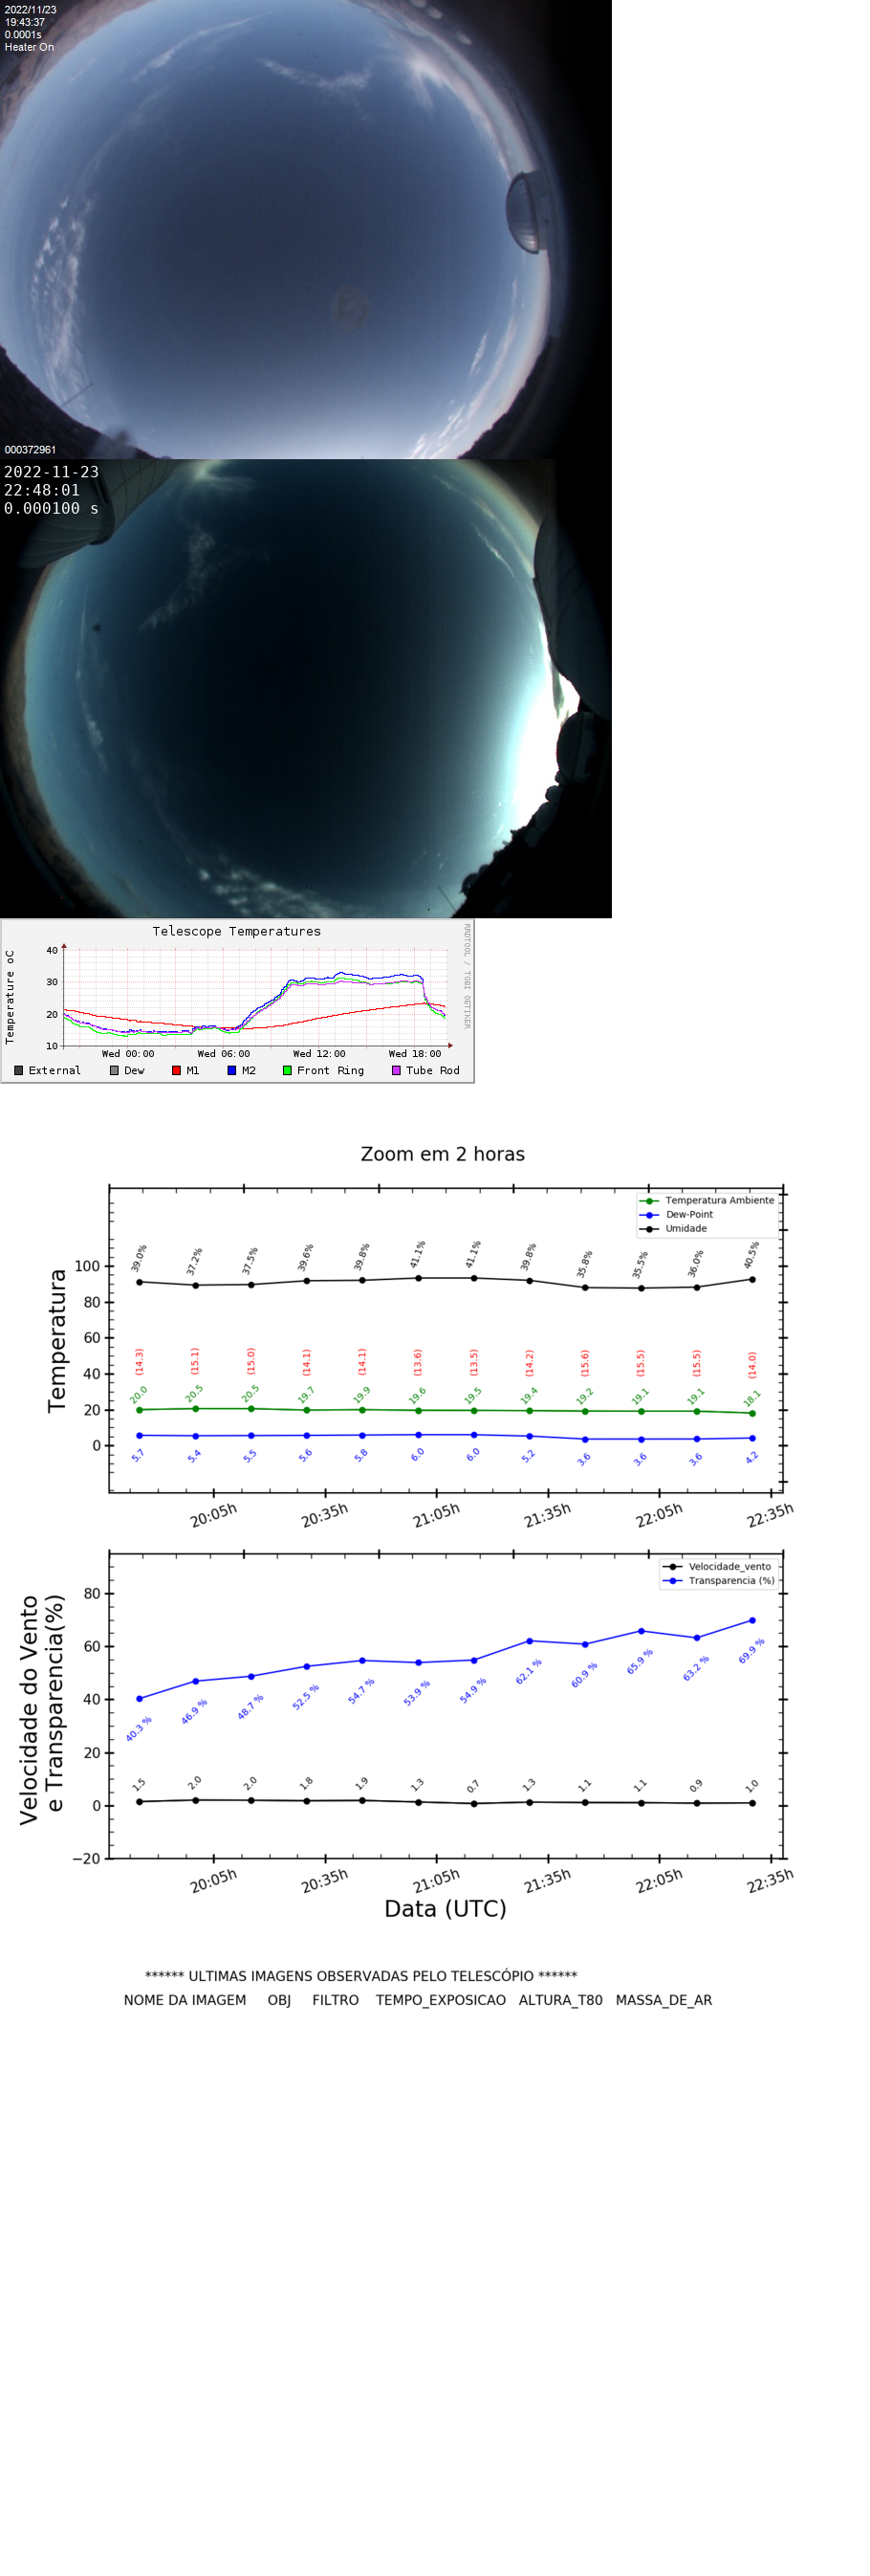 2022/11/23
19:43:37
0.0001s
Heater On
000372961
2022-11-23
22:48:01
0.000100 s
Telescope Temperatures
RRDTOOL / TOBI OETIKER
Temperature oC
40
30
20
10
Wed 00:00 Wed 06:00 Wed 12:00 Wed 18:00
External Dew M1 M2 Front Ring Tube Rod
Zoom em 2 horas
Temperatura Ambiente
Dew-Point
Umidade
Temperatura
100
80
60
40
20
0
39.0% 37.2% 37.5% 39.6% 39.8% 41.1% 41.1% 39.8% 35.8% 35.5% 36.0% 40.5%
(14.3) (15.1) (15.0) (14.1) (14.1) (13.6) (13.5) (14.2) (15.6) (15.5) (15.5) (14.0)
20.0 20.5 20.5 19.7 19.9 19.6 19.5 19.4 19.2 19.1 19.1 18.1
5.7 5.4 5.5 5.6 5.8 6.0 6.0 5.2 3.6 3.6 3.6 4.2
20:05h 20:35h 21:05h 21:35h 22:05h 22:35h
Velocidade_vento
Transparencia (%)
Velocidade do Vento
e Transparencia(%)
80
60
40
20
0
−20
40.3 % 46.9 % 48.7 % 52.5 % 54.7 % 53.9 % 54.9 % 62.1 % 60.9 % 65.9 % 63.2 % 69.9 %
1.5 2.0 2.0 1.8 1.9 1.3 0.7 1.3 1.1 1.1 0.9 1.0
20:05h 20:35h 21:05h 21:35h 22:05h 22:35h
Data (UTC)
****** ULTIMAS IMAGENS OBSERVADAS PELO TELESCÓPIO ******
NOME DA IMAGEM OBJ FILTRO TEMPO_EXPOSICAO ALTURA_T80 MASSA_DE_AR